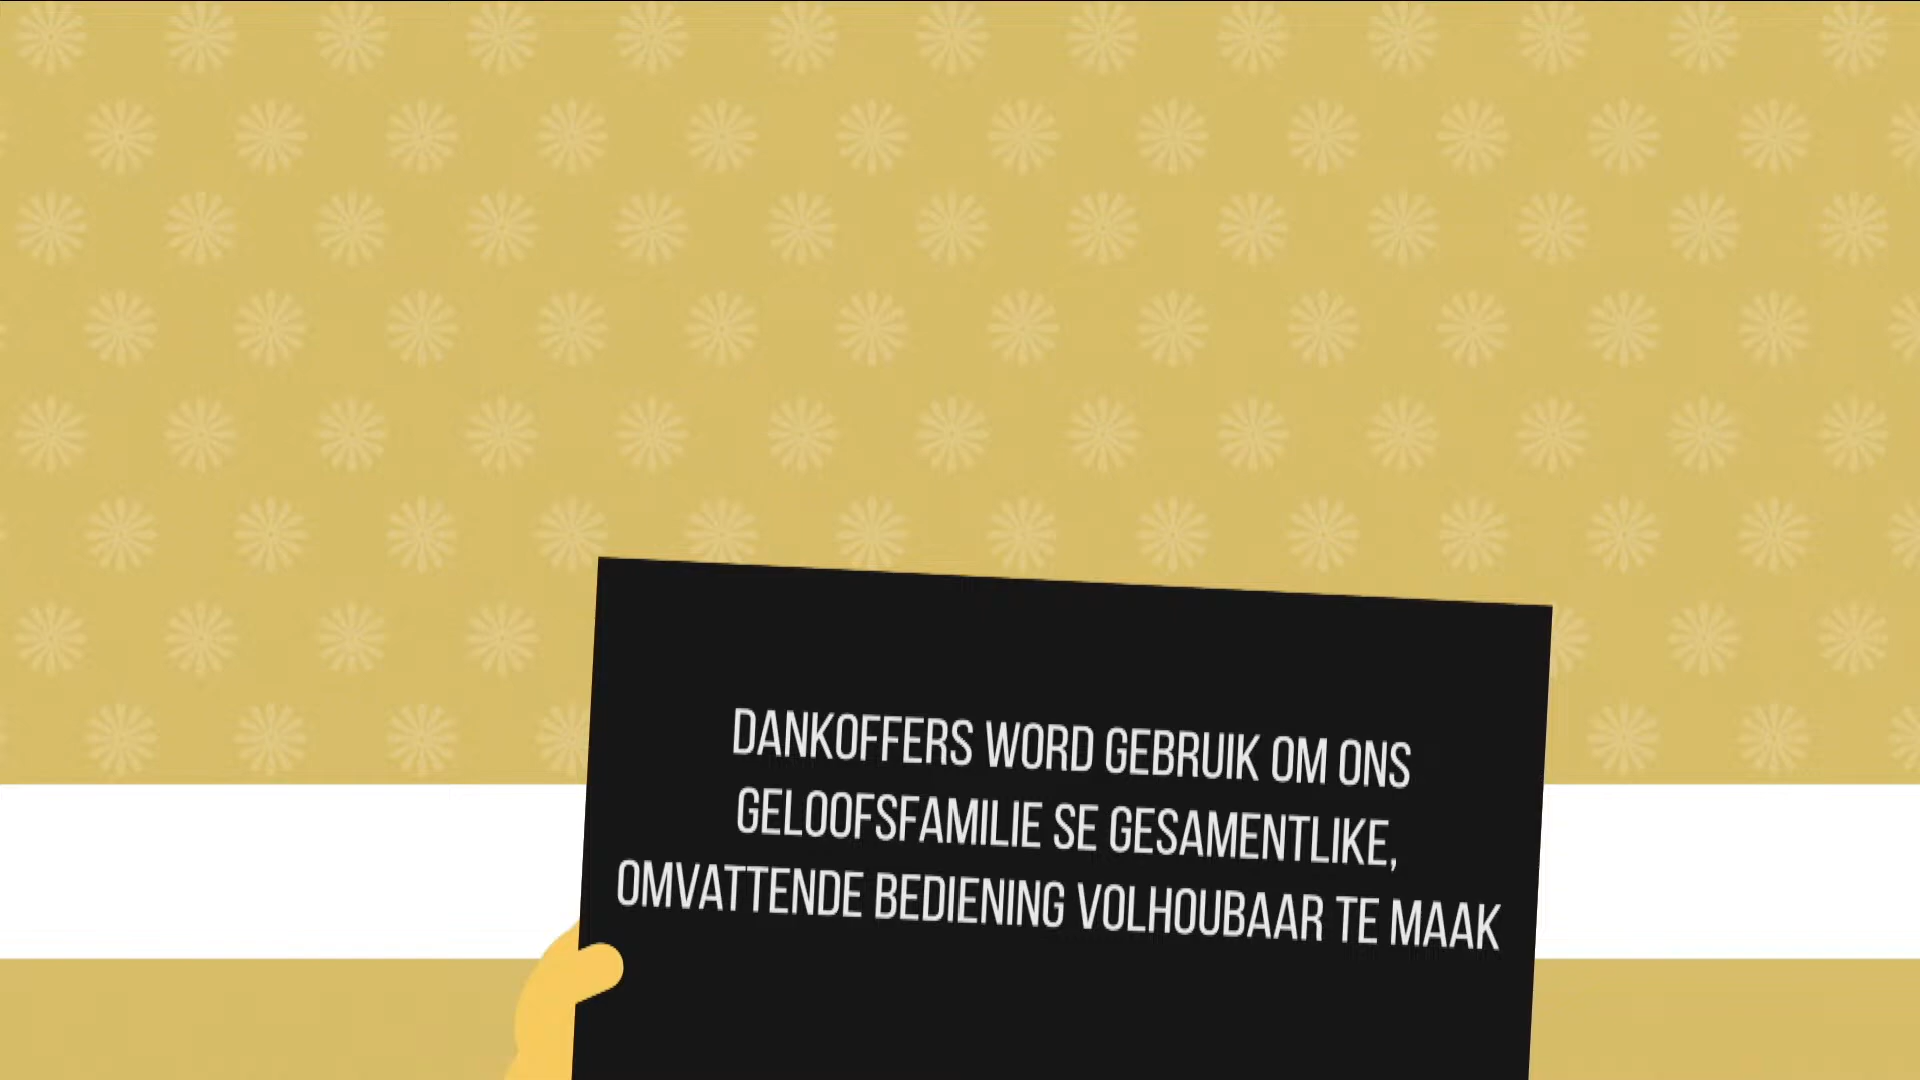 DANKOFFERS WORD GEBRUIK OM ONS
GELOOFSFAMILIE SE GESAMENTLIKE,
OMVATTENDE BEDIENING VOLHOUBAAR TE MAAK